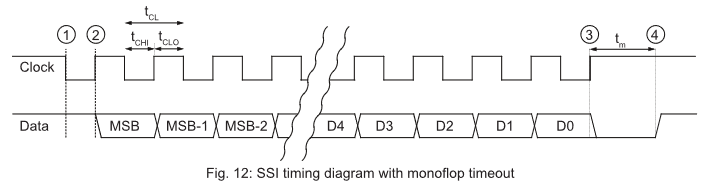 t_CL
1 2 t_CHI t_CLO 3 t_m 4
Clock
Data MSB MSB-1 MSB-2 D4 D3 D2 D1 D0
Fig. 12: SSI timing diagram with monoflop timeout